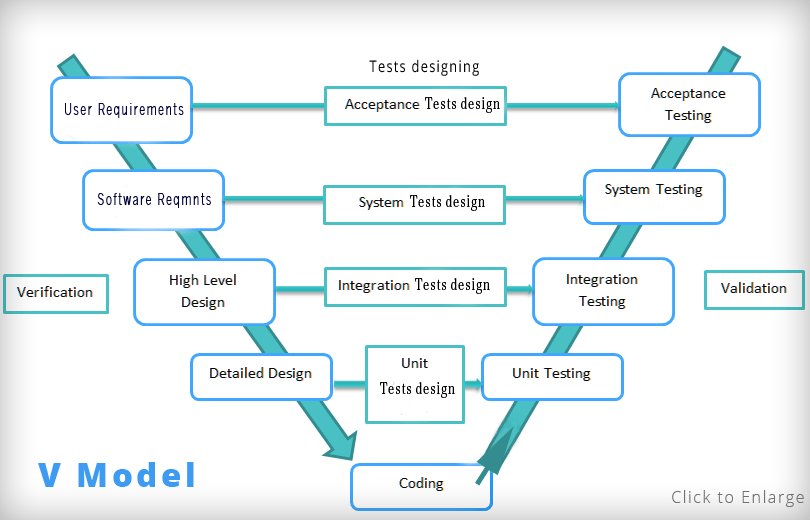 Tests designing
User Requirements
Acceptance Tests design
Acceptance
Testing
Software Reqmnts
System Tests design
System Testing
Verification
High Level
Design
Integration Tests design
Integration
Testing
Validation
Detailed Design
Unit
Tests design
Unit Testing
Coding
V Model
Click to Enlarge